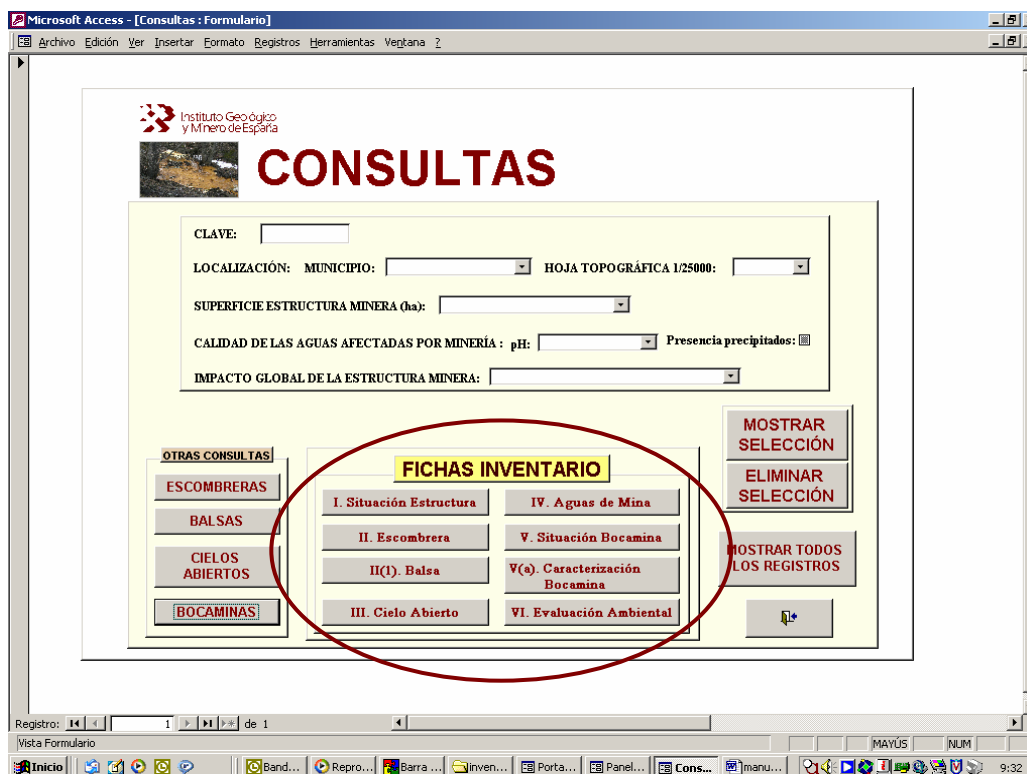 Microsoft Access - [Consultas : Formulario]
Archivo Edición Ver Insertar Formato Registros Herramientas Ventana ?
Instituto Geológico
y Minero de España
CONSULTAS
CLAVE:
LOCALIZACIÓN: MUNICIPIO: HOJA TOPOGRÁFICA 1/25000:
SUPERFICIE ESTRUCTURA MINERA (ha):
CALIDAD DE LAS AGUAS AFECTADAS POR MINERÍA : pH: Presencia precipitados:
IMPACTO GLOBAL DE LA ESTRUCTURA MINERA:
MOSTRAR
SELECCIÓN
ELIMINAR
SELECCIÓN
MOSTRAR TODOS
LOS REGISTROS
OTRAS CONSULTAS
ESCOMBRERAS
BALSAS
CIELOS
ABIERTOS
BOCAMINAS
FICHAS INVENTARIO
I. Situación Estructura
IV. Aguas de Mina
II. Escombrera
V. Situación Bocamina
II(1). Balsa
V(a). Caracterización
Bocamina
III. Cielo Abierto
VI. Evaluación Ambiental
Registro: 1 de 1
Vista Formulario MAYÚS NUM
Inicio Band... Repro... Barra ... inven... Porta... Panel... Cons... manu... 9:32